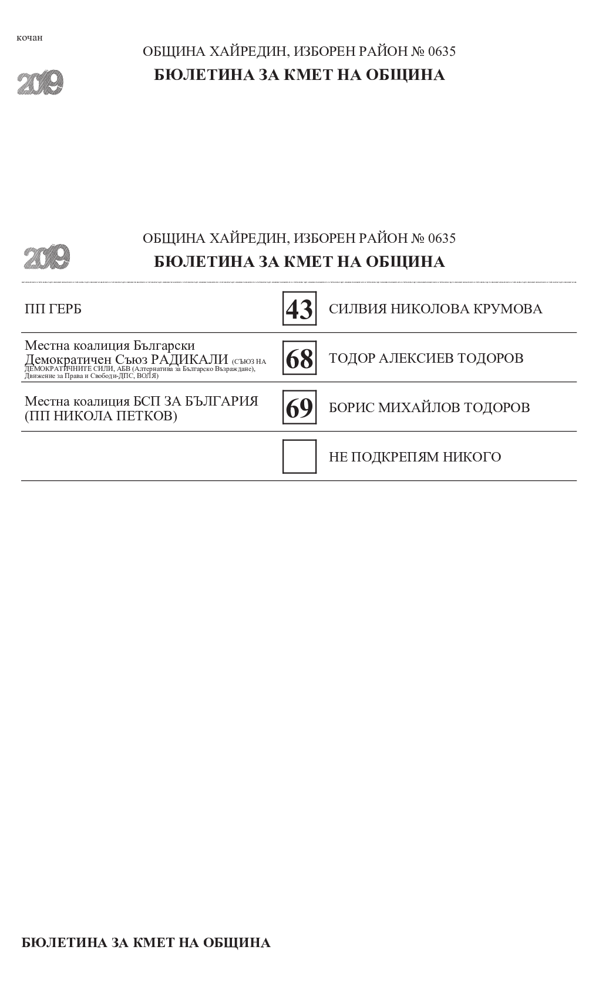 кочан
ОБЩИНА ХАЙРЕДИН, ИЗБОРЕН РАЙОН № 0635
2019
БЮЛЕТИНА ЗА КМЕТ НА ОБЩИНА
ОБЩИНА ХАЙРЕДИН, ИЗБОРЕН РАЙОН № 0635
2019
БЮЛЕТИНА ЗА КМЕТ НА ОБЩИНА
ПП ГЕРБ 43 СИЛВИЯ НИКОЛОВА КРУМОВА
Местна коалиция Български
Демократичен Съюз РАДИКАЛИ (СЪЮЗ НА
ДЕМОКРАТИЧНИТЕ СИЛИ, АБВ (Алтернатива за Българско Възраждане),
Движение за Права и Свободи-ДПС, ВОЛЯ)
68 ТОДОР АЛЕКСИЕВ ТОДОРОВ
Местна коалиция БСП ЗА БЪЛГАРИЯ
(ПП НИКОЛА ПЕТКОВ)
69 БОРИС МИХАЙЛОВ ТОДОРОВ
НЕ ПОДКРЕПЯМ НИКОГО
БЮЛЕТИНА ЗА КМЕТ НА ОБЩИНА